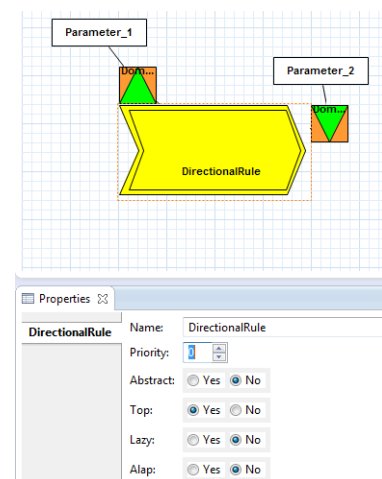 Parameter_1
Dom...
Parameter_2
Dom...
DirectionalRule
Properties
DirectionalRule
Name: DirectionalRule
Priority: 0
Abstract: Yes No
Top: Yes No
Lazy: Yes No
Alap: Yes No